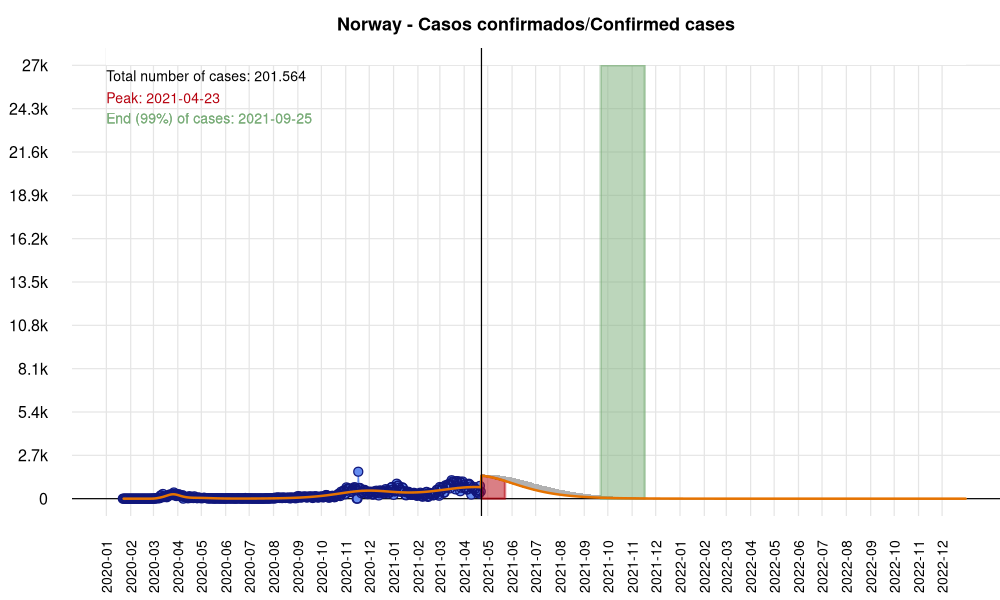 Norway - Casos confirmados/Confirmed cases
Total number of cases: 201.564
Peak: 2021-04-23
End (99%) of cases: 2021-09-25
27k
24.3k
21.6k
18.9k
16.2k
13.5k
10.8k
8.1k
5.4k
2.7k
0
2020-01
2020-02
2020-03
2020-04
2020-05
2020-06
2020-07
2020-08
2020-09
2020-10
2020-11
2020-12
2021-01
2021-02
2021-03
2021-04
2021-05
2021-06
2021-07
2021-08
2021-09
2021-10
2021-11
2021-12
2022-01
2022-02
2022-03
2022-04
2022-05
2022-06
2022-07
2022-08
2022-09
2022-10
2022-11
2022-12